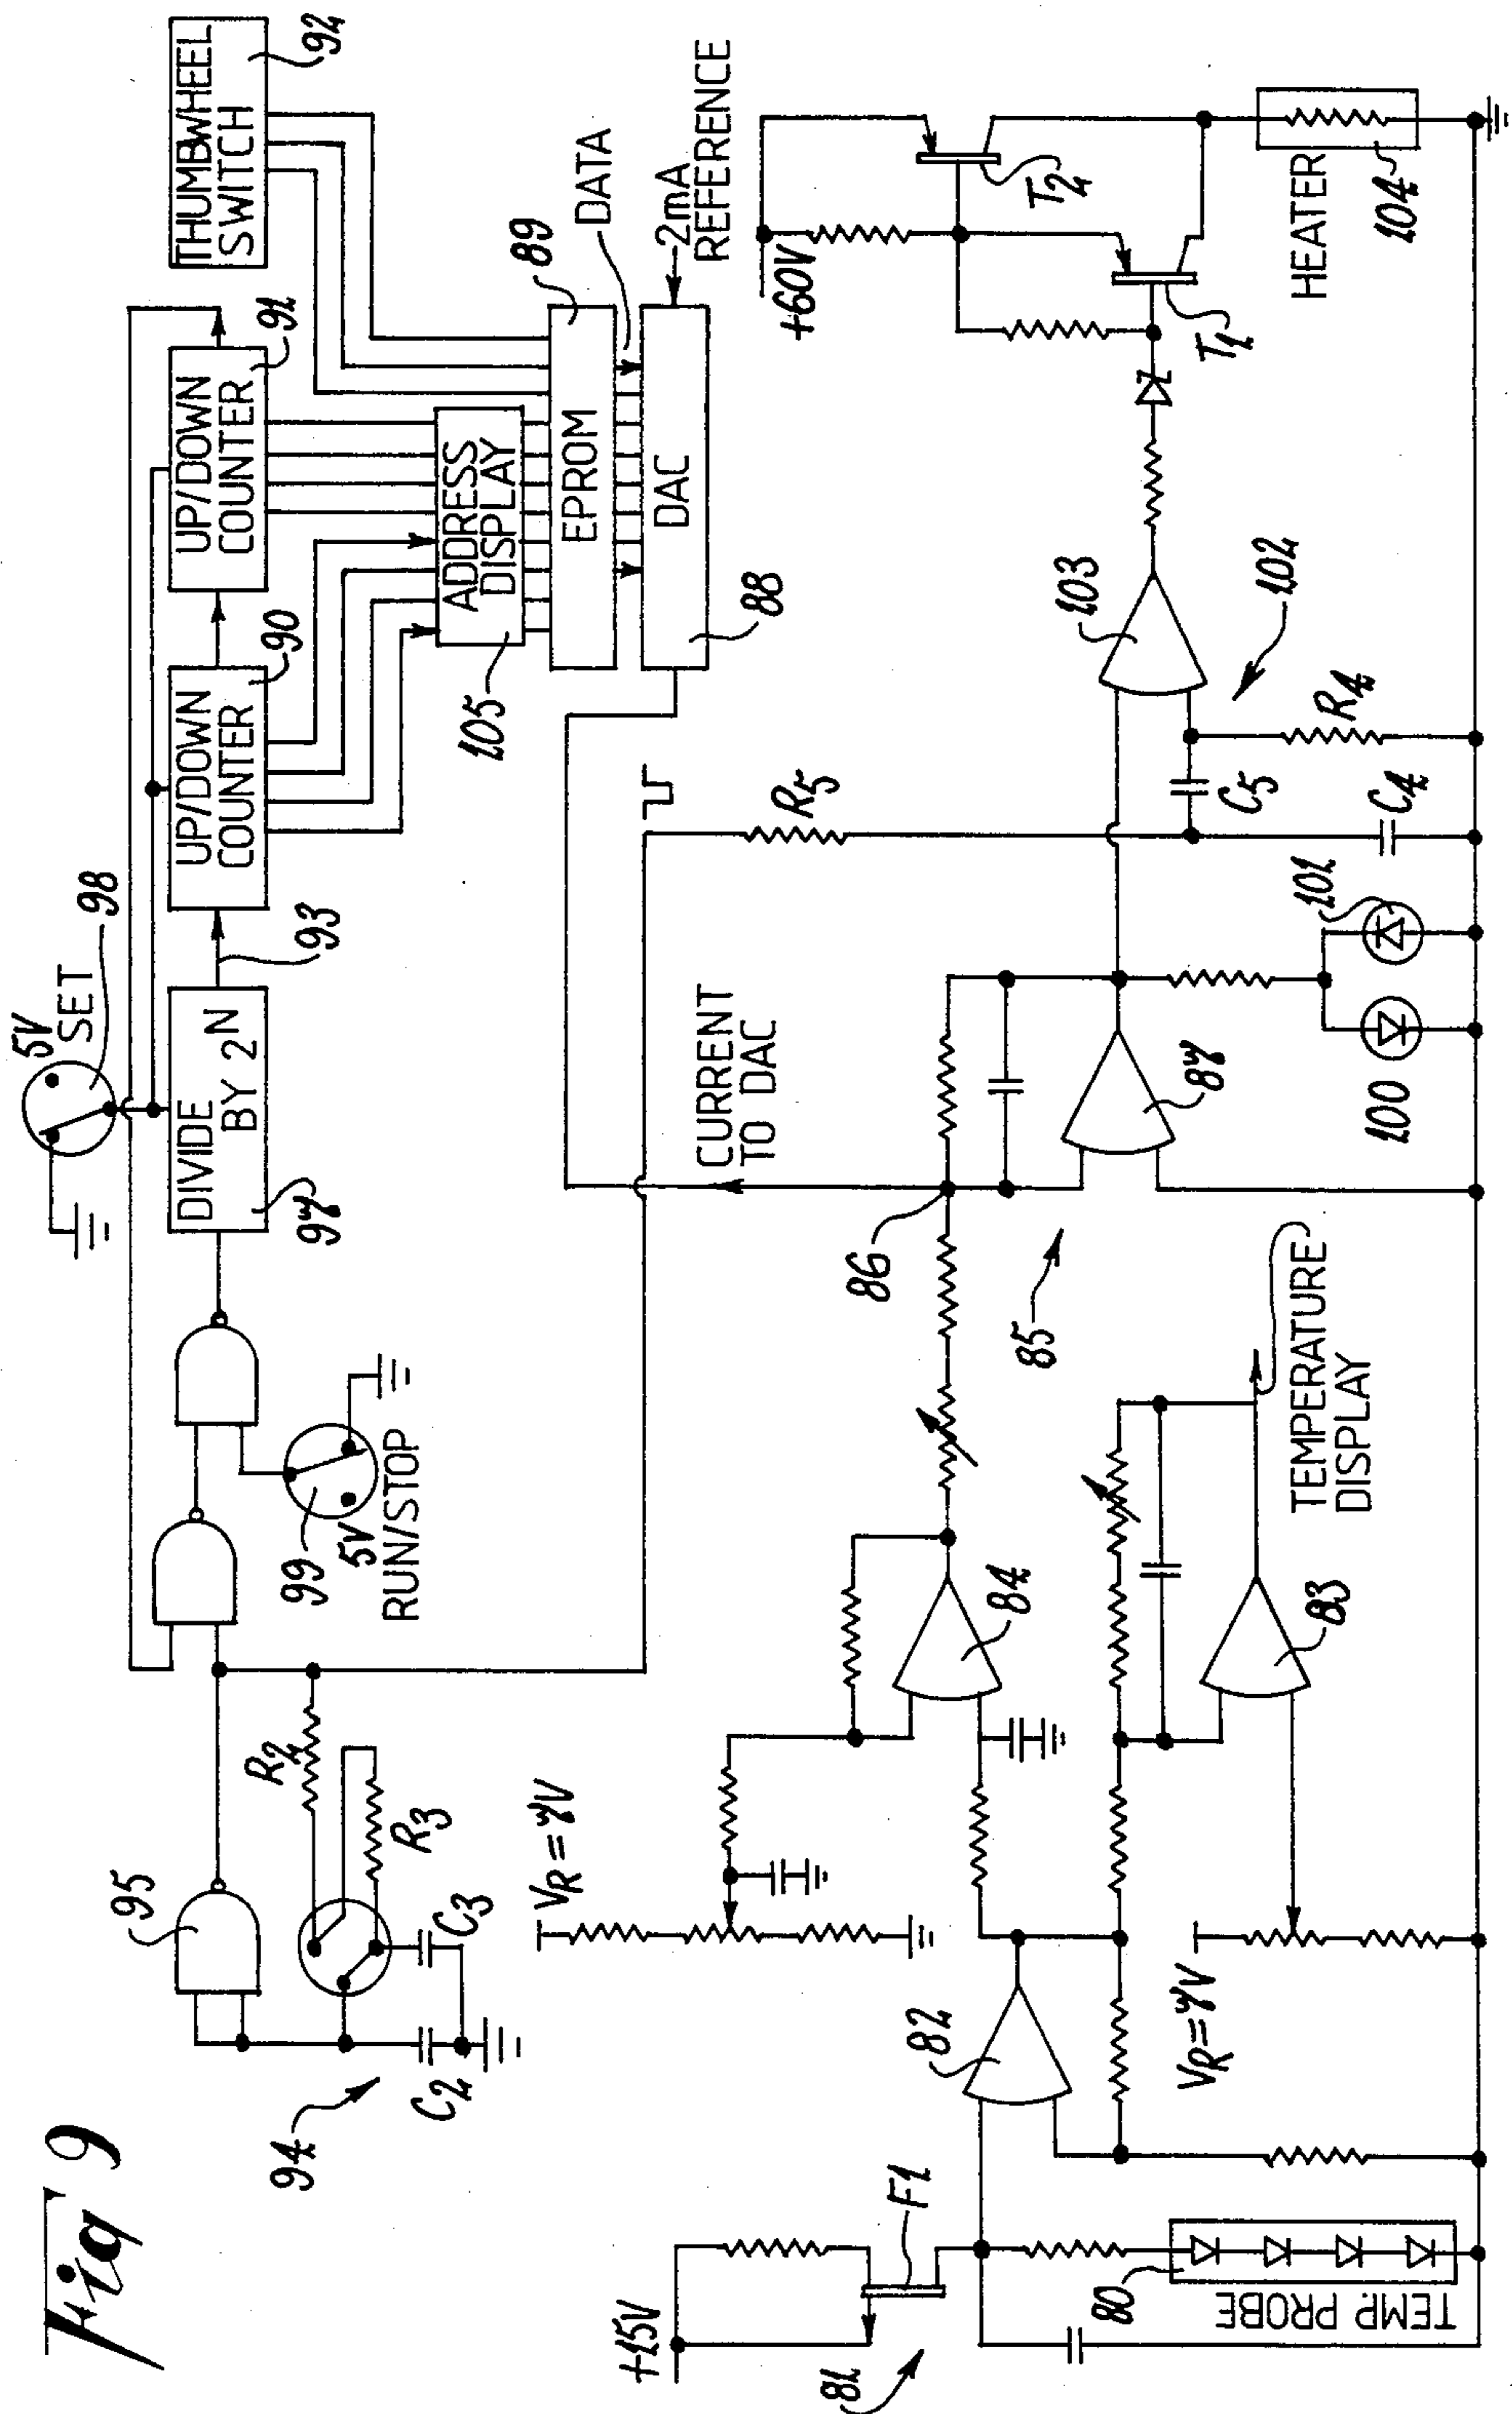 Fig 9
5V
SET
98
THUMBWHEEL
SWITCH
92
DIVIDE
BY 2 N
97
93
UP/DOWN
COUNTER
90
UP/DOWN
COUNTER
91
95
99
5V
RUN/STOP
R2
R3
C2
C3
94
ADDRESS
DISPLAY
105
EPROM
89
DATA
DAC
88
2mA
REFERENCE
VR=7V
84
86
CURRENT
TO DAC
85
87
100
101
R5
C5
C4
R4
102
103
+60V
T1
T2
HEATER
104
+15V
81
F1
80
TEMP. PROBE
82
VR=7V
83
TEMPERATURE
DISPLAY